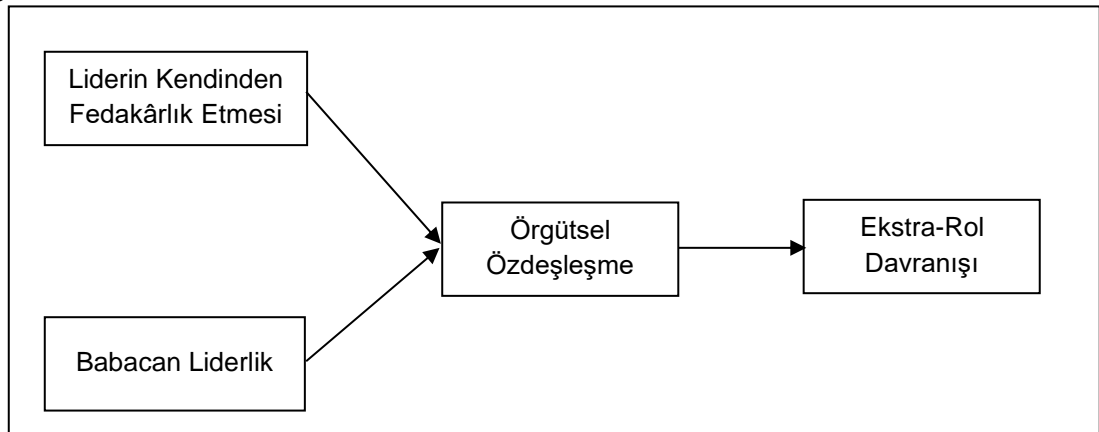 Liderin Kendinden
Fedakârlık Etmesi
Örgütsel
Özdeşleşme
Ekstra-Rol
Davranışı
Babacan Liderlik